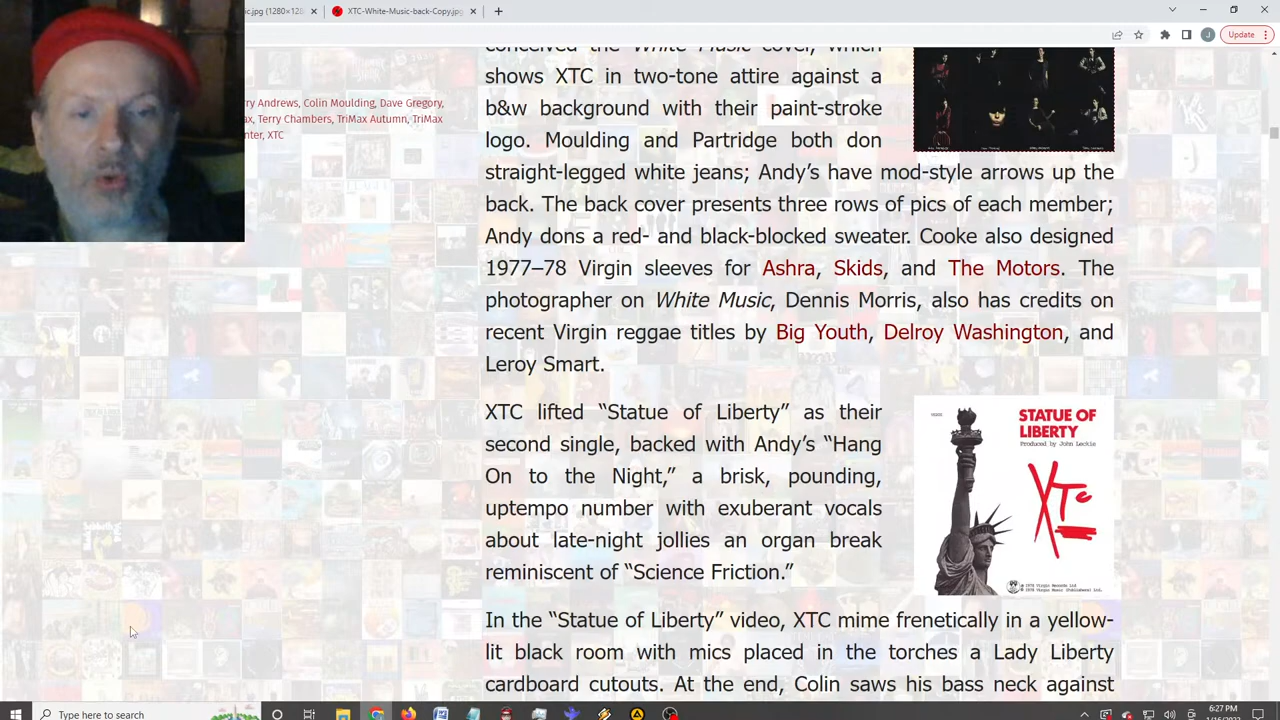 ic.jpg (1280×128
XTC-White-Music-back-Copy.jpg.
Update
J
ry Andrews, Colin Moulding, Dave Gregory,
ax, Terry Chambers, TriMax Autumn, TriMax
nter, XTC
conceived the White Music cover, which
shows XTC in two-tone attire against a
b&w background with their paint-stroke
logo. Moulding and Partridge both don
straight-legged white jeans; Andy’s have mod-style arrows up the
back. The back cover presents three rows of pics of each member;
Andy dons a red- and black-blocked sweater. Cooke also designed
1977–78 Virgin sleeves for Ashra, Skids, and The Motors. The
photographer on White Music, Dennis Morris, also has credits on
recent Virgin reggae titles by Big Youth, Delroy Washington, and
Leroy Smart.
XTC lifted “Statue of Liberty” as their
second single, backed with Andy’s “Hang
On to the Night,” a brisk, pounding,
uptempo number with exuberant vocals
about late-night jollies an organ break
reminiscent of “Science Friction.”
STATUE OF
LIBERTY
Produced by John Leckie
XTC
In the “Statue of Liberty” video, XTC mime frenetically in a yellow-
lit black room with mics placed in the torches a Lady Liberty
cardboard cutouts. At the end, Colin saws his bass neck against
Type here to search
6:27 PM